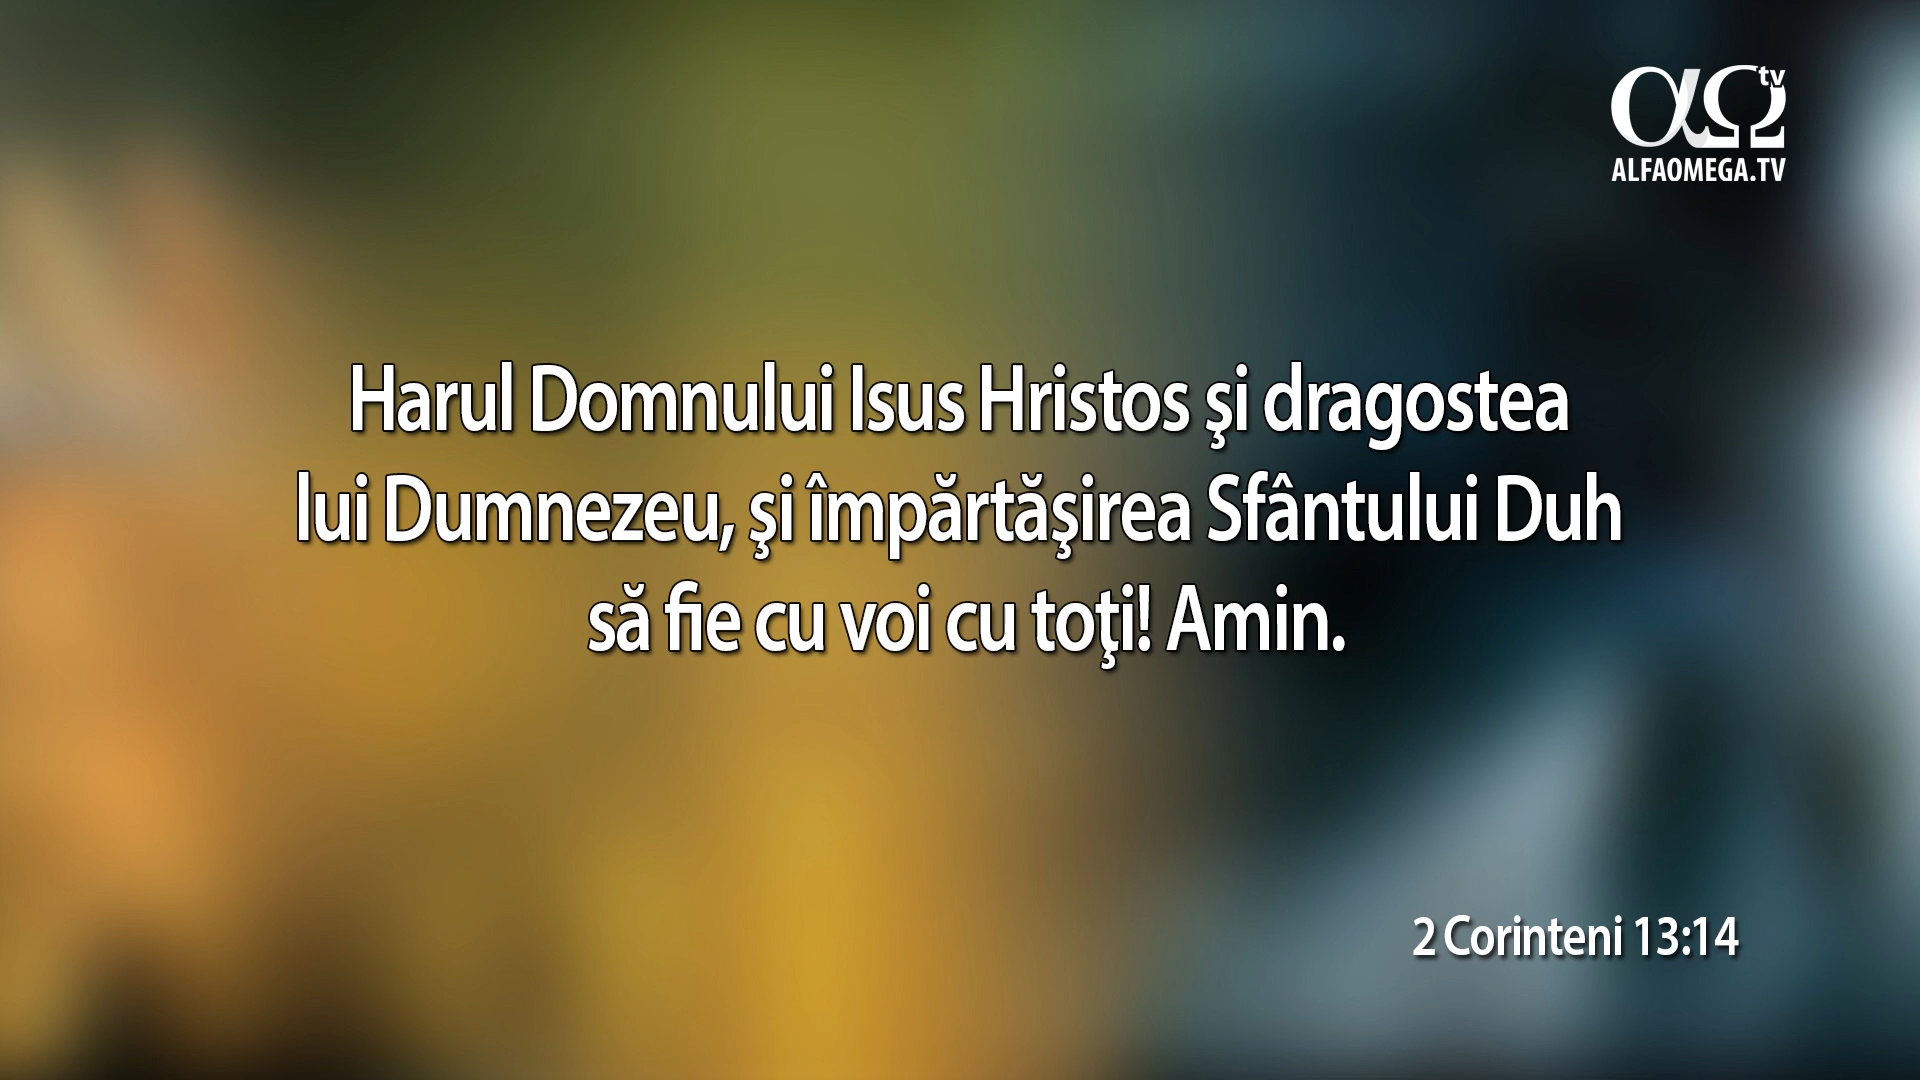 αΩ tv
ALFAOMEGA.TV
Harul Domnului Isus Hristos şi dragostea
lui Dumnezeu, şi împărtăşirea Sfântului Duh
să fie cu voi cu toţi! Amin.
2 Corinteni 13:14